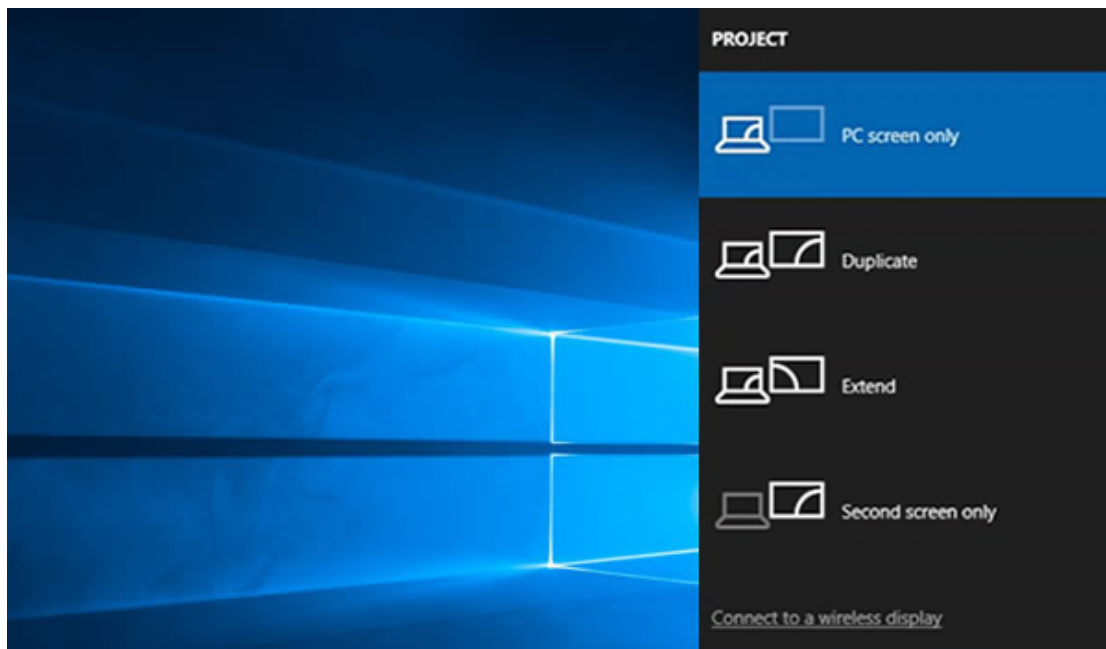 PROJECT
PC screen only
Duplicate
Extend
Second screen only
Connect to a wireless display